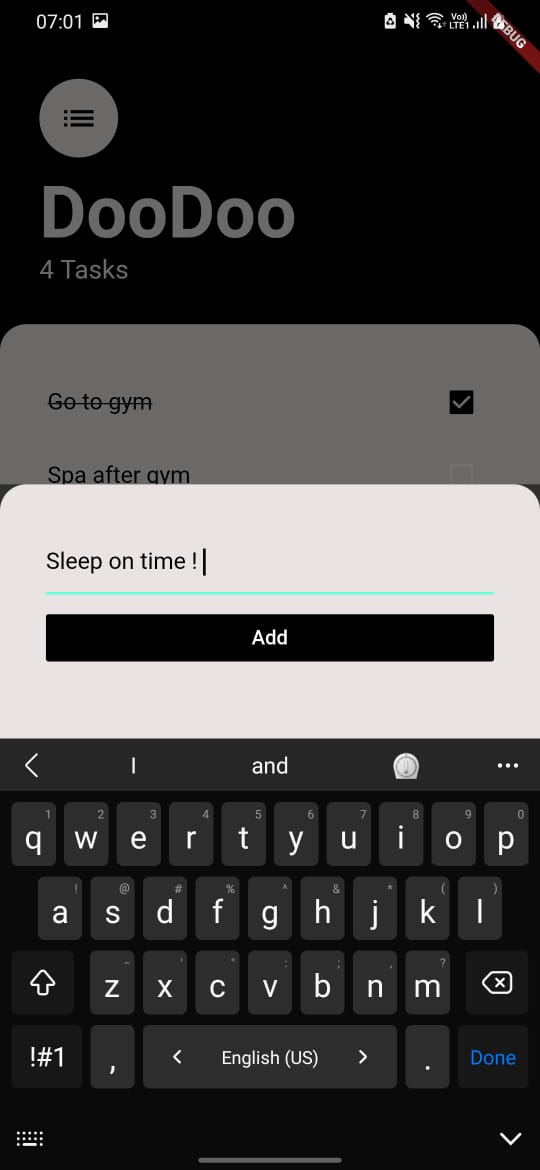 07:01 Vo)) LTE1
DEBUG
DooDoo
4 Tasks
Go to gym
Spa after gym
Sleep on time !
Add
I and •••
1 2 3 4 5 6 7 8 9 0
q w e r t y u i o p
! @ # % ^ & * ( )
a s d f g h j k l
- ' " : ; , ?
z x c v b n m
!#1 , < English (US) > . Done